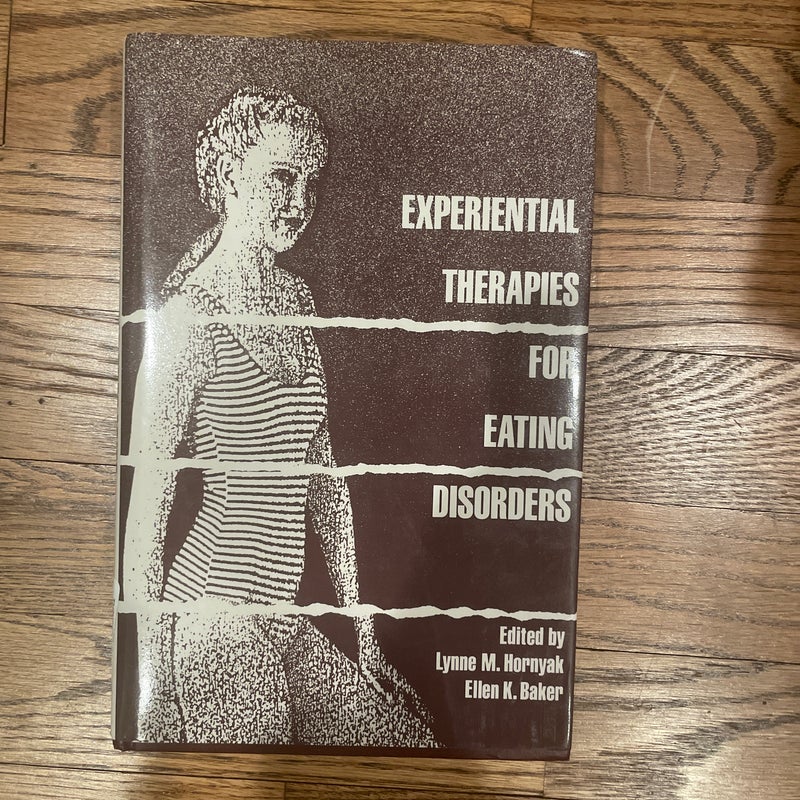 EXPERIENTIAL
THERAPIES
FOR
EATING
DISORDERS
Edited by
Lynne M. Hornyak
Ellen K. Baker